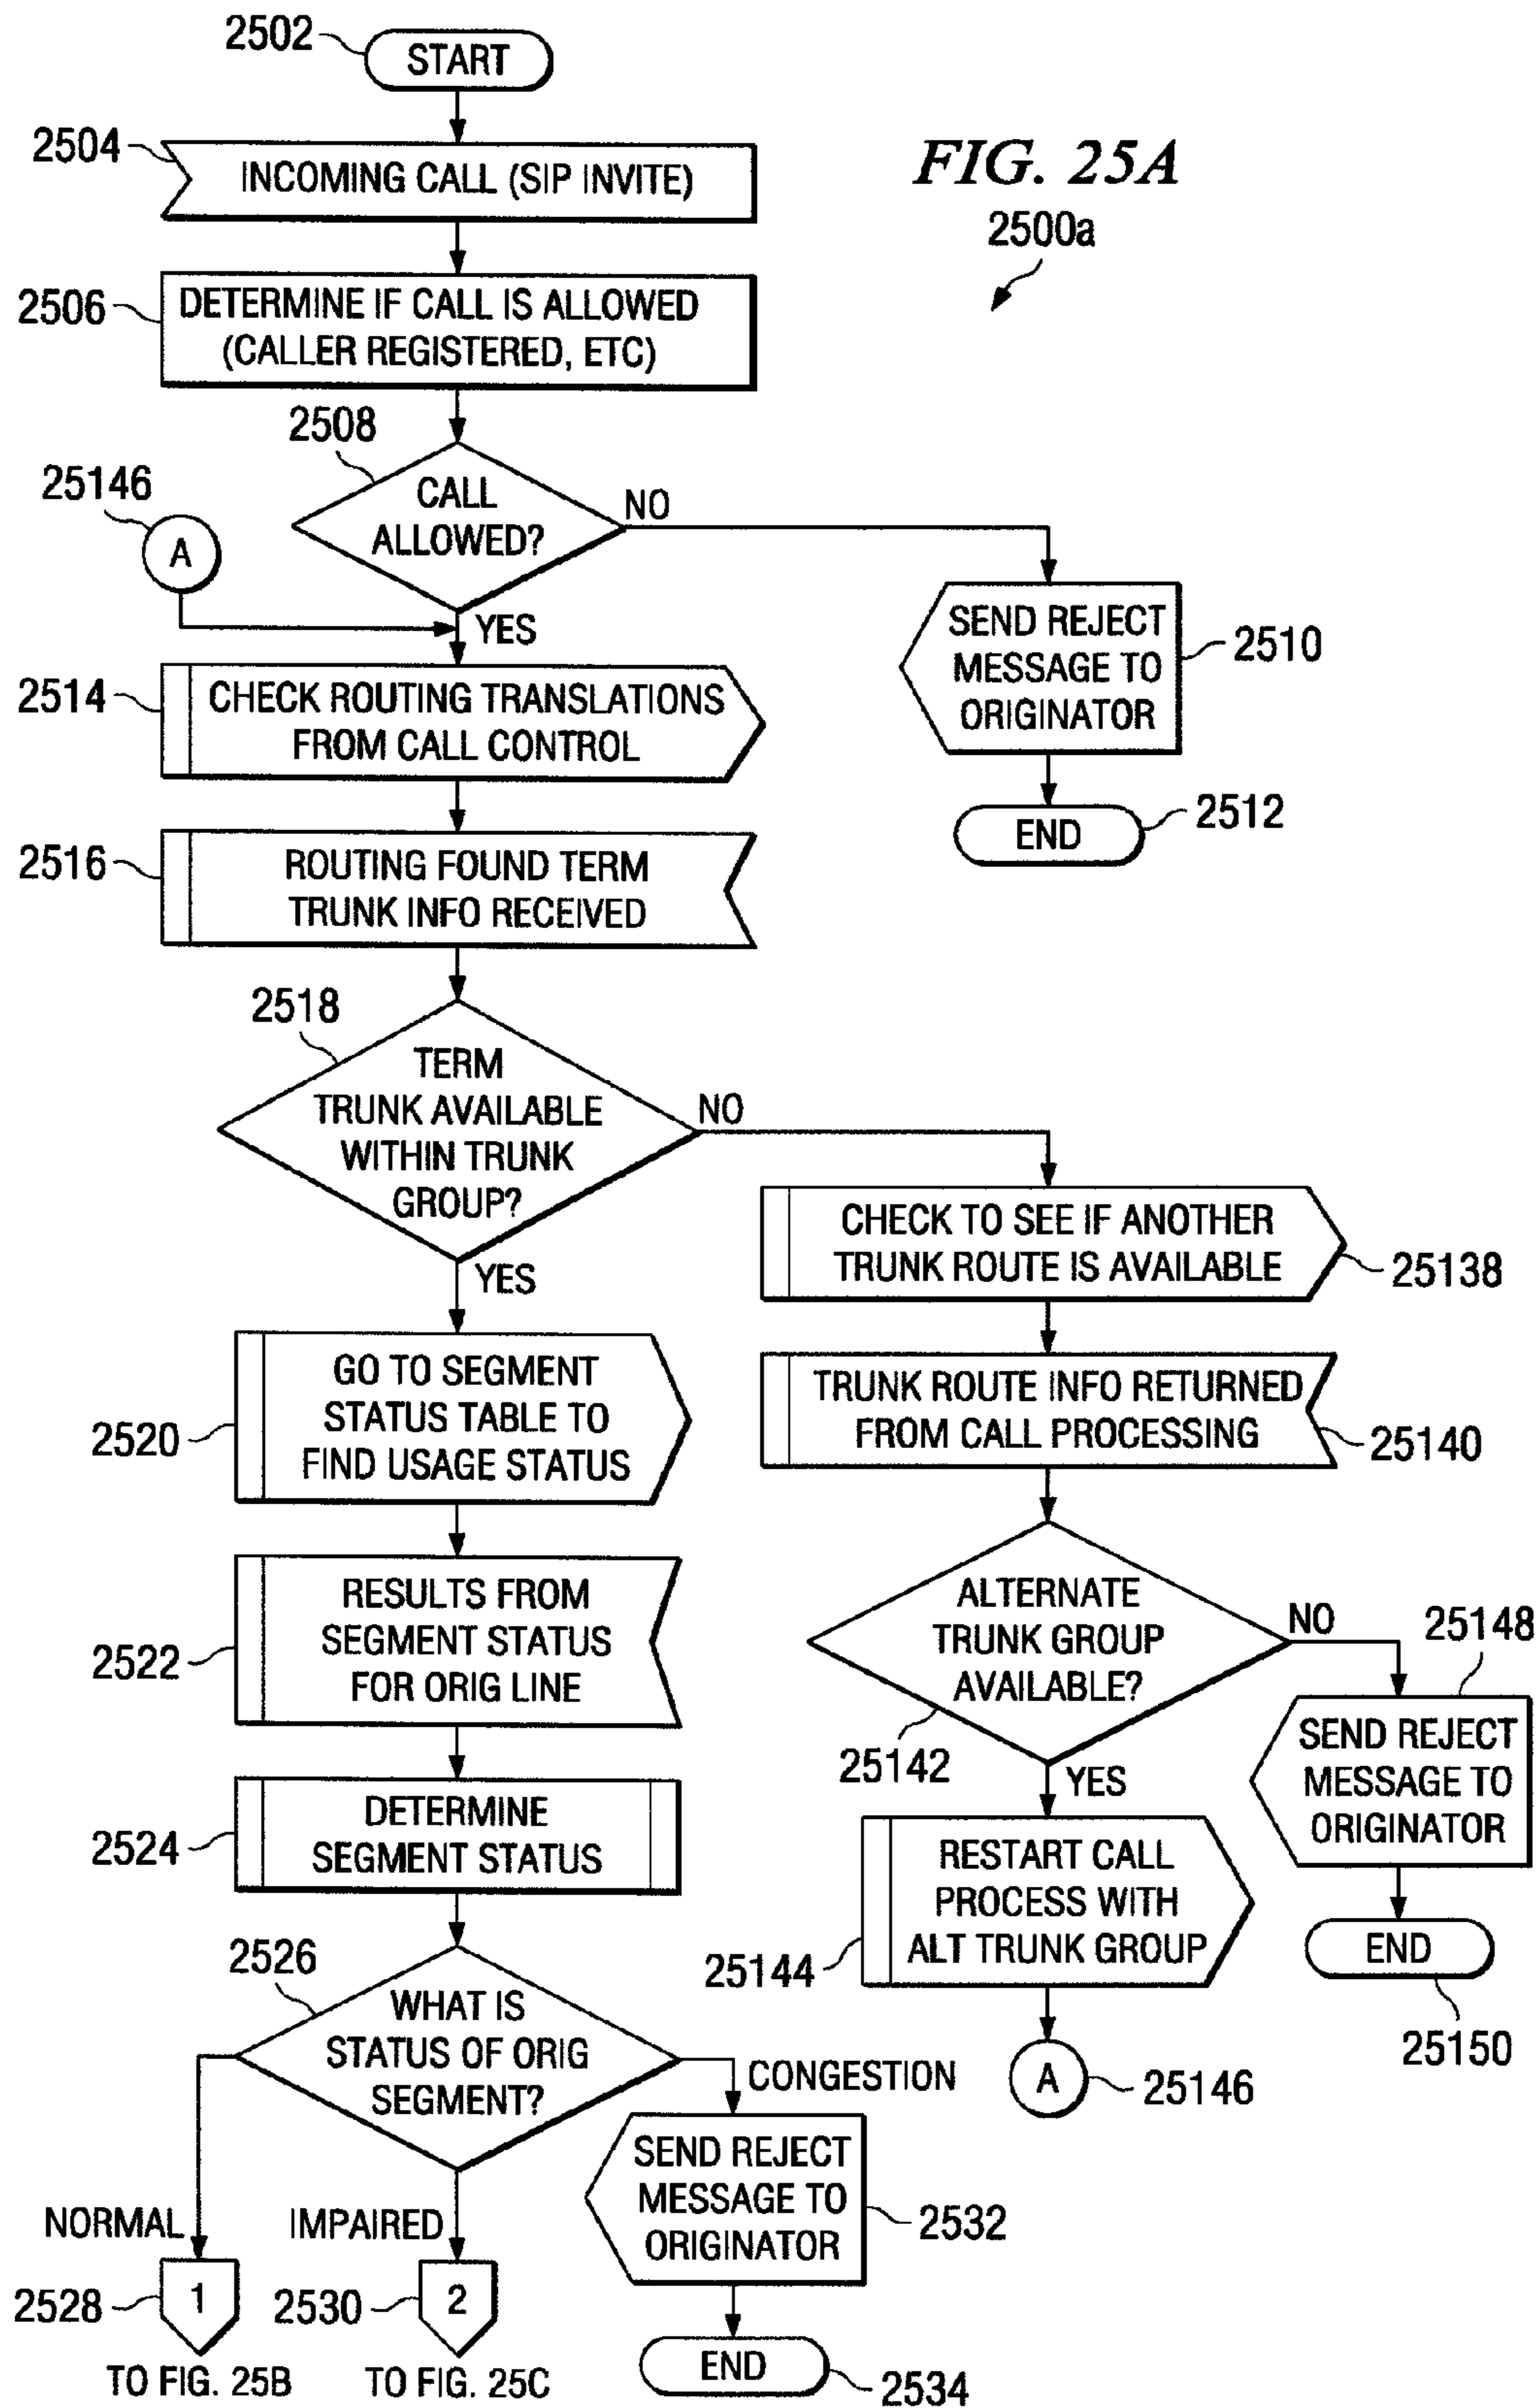 2502
START
FIG. 25A
2500a
2504
INCOMING CALL (SIP INVITE)
2506
DETERMINE IF CALL IS ALLOWED
(CALLER REGISTERED, ETC)
2508
CALL
ALLOWED?
NO
YES
25146
A
SEND REJECT
MESSAGE TO
ORIGINATOR
2510
END
2512
2514
CHECK ROUTING TRANSLATIONS
FROM CALL CONTROL
2516
ROUTING FOUND TERM
TRUNK INFO RECEIVED
2518
TERM
TRUNK AVAILABLE
WITHIN TRUNK
GROUP?
NO
YES
CHECK TO SEE IF ANOTHER
TRUNK ROUTE IS AVAILABLE
25138
TRUNK ROUTE INFO RETURNED
FROM CALL PROCESSING
25140
2520
GO TO SEGMENT
STATUS TABLE TO
FIND USAGE STATUS
2522
RESULTS FROM
SEGMENT STATUS
FOR ORIG LINE
ALTERNATE
TRUNK GROUP
AVAILABLE?
25142
NO
YES
25148
SEND REJECT
MESSAGE TO
ORIGINATOR
END
25150
2524
DETERMINE
SEGMENT STATUS
25144
RESTART CALL
PROCESS WITH
ALT TRUNK GROUP
A
25146
2526
WHAT IS
STATUS OF ORIG
SEGMENT?
CONGESTION
NORMAL
IMPAIRED
SEND REJECT
MESSAGE TO
ORIGINATOR
2532
2528
1
TO FIG. 25B
2530
2
TO FIG. 25C
END
2534